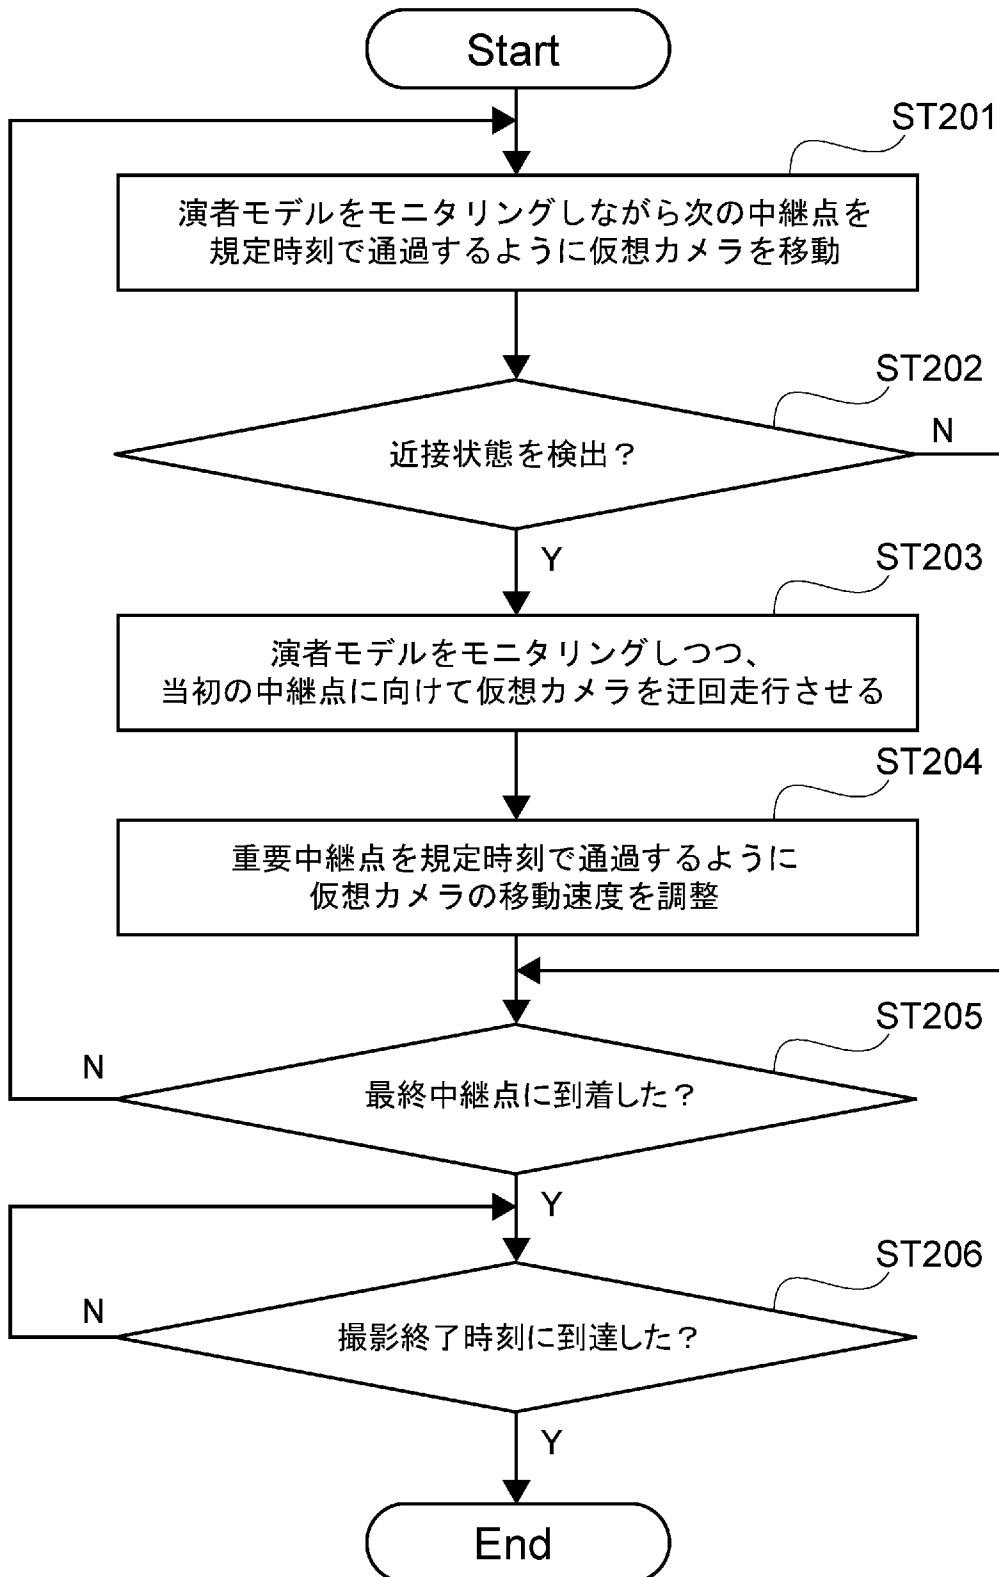 Start
ST201
演者モデルをモニタリングしながら次の中継点を
規定時刻で通過するように仮想カメラを移動
ST202
近接状態を検出？
N
Y
ST203
演者モデルをモニタリングしつつ、
当初の中継点に向けて仮想カメラを迂回走行させる
ST204
重要中継点を規定時刻で通過するように
仮想カメラの移動速度を調整
ST205
N
最終中継点に到着した？
Y
ST206
N
撮影終了時刻に到達した？
Y
End